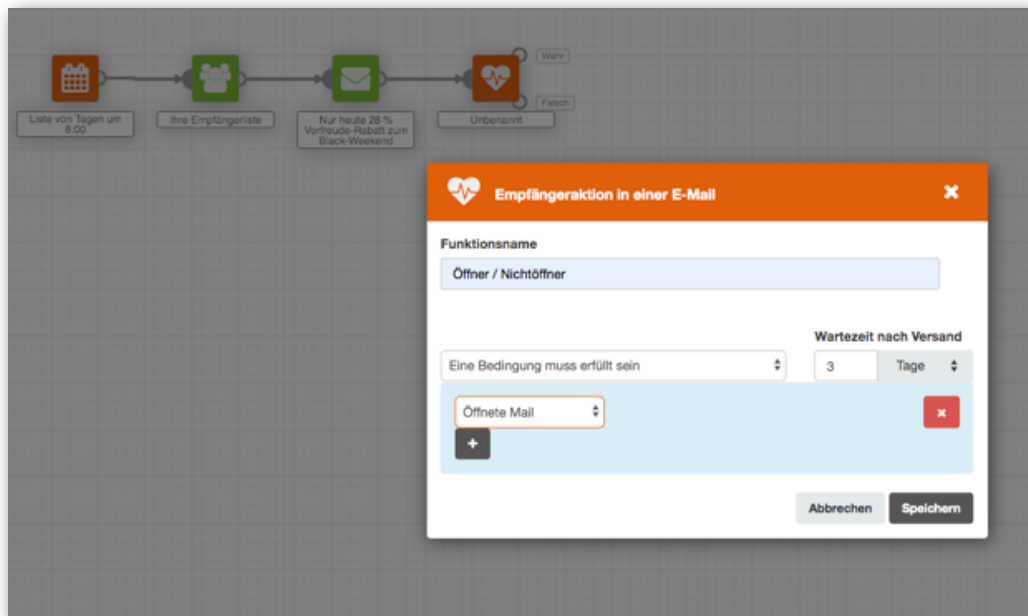 Wahr
Falsch
Liste von Tagen um
8:00
Ihre Empfängerliste
Nur heute 28 %
Vorfreude-Rabatt zum
Black-Weekend
Unbenannt
Empfängeraktion in einer E-Mail
Funktionsname
Öffner / Nichtöffner
Wartezeit nach Versand
Eine Bedingung muss erfüllt sein
3
Tage
Öffnete Mail
Abbrechen
Speichern